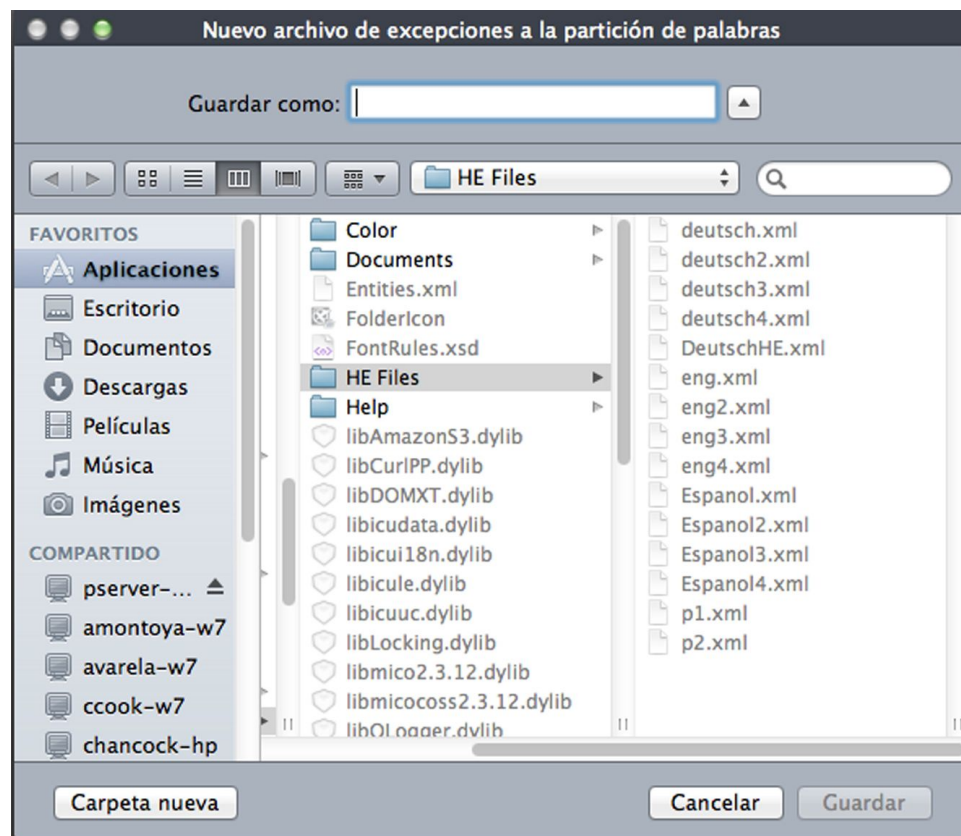 Nuevo archivo de excepciones a la partición de palabras
Guardar como:
HE Files
FAVORITOS
Aplicaciones
Escritorio
Documentos
Descargas
Películas
Música
Imágenes
COMPARTIDO
pserver-...
amontoya-w7
avarela-w7
ccook-w7
chancock-hp
Color
Documents
Entities.xml
FolderIcon
FontRules.xsd
HE Files
Help
libAmazonS3.dylib
libCurlPP.dylib
libDOMXT.dylib
libicudata.dylib
libicui18n.dylib
libicule.dylib
libicuuc.dylib
libLocking.dylib
libmico2.3.12.dylib
libmicocoss2.3.12.dylib
libQLogger.dylib
deutsch.xml
deutsch2.xml
deutsch3.xml
deutsch4.xml
DeutschHE.xml
eng.xml
eng2.xml
eng3.xml
eng4.xml
Espanol.xml
Espanol2.xml
Espanol3.xml
Espanol4.xml
p1.xml
p2.xml
Carpeta nueva
Cancelar
Guardar